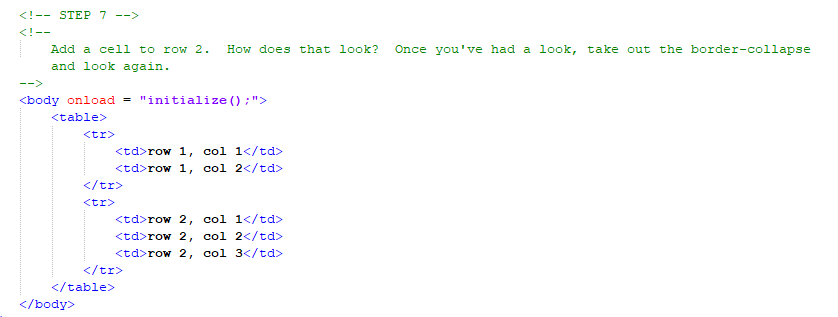 <!-- STEP 7 -->
<!--
Add a cell to row 2.  How does that look?  Once you've had a look, take out the border-collapse
and look again.
-->
<body onload = "initialize();">
<table>
<tr>
<td>row 1, col 1</td>
<td>row 1, col 2</td>
</tr>
<tr>
<td>row 2, col 1</td>
<td>row 2, col 2</td>
<td>row 2, col 3</td>
</tr>
</table>
</body>